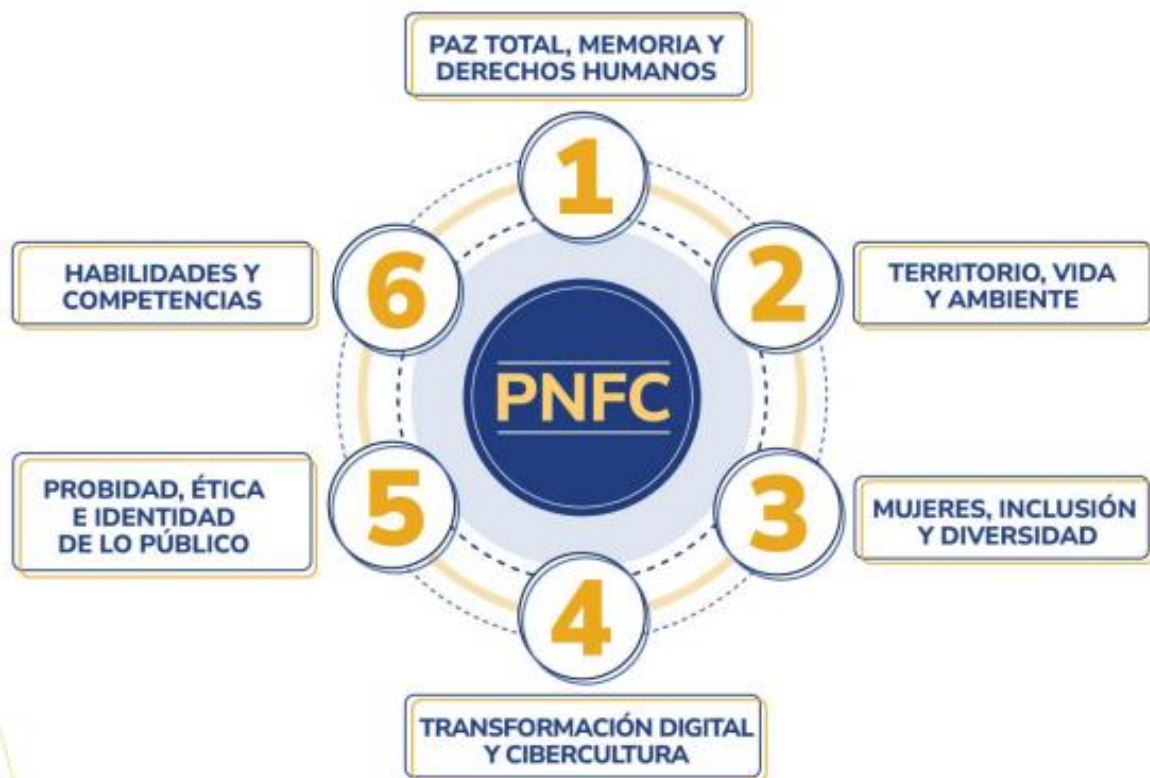 PAZ TOTAL, MEMORIA Y
DERECHOS HUMANOS
1
2
TERRITORIO, VIDA
Y AMBIENTE
3
MUJERES, INCLUSIÓN
Y DIVERSIDAD
4
TRANSFORMACIÓN DIGITAL
Y CIBERCULTURA
5
PROBIDAD, ÉTICA
E IDENTIDAD
DE LO PÚBLICO
6
HABILIDADES Y
COMPETENCIAS
PNFC